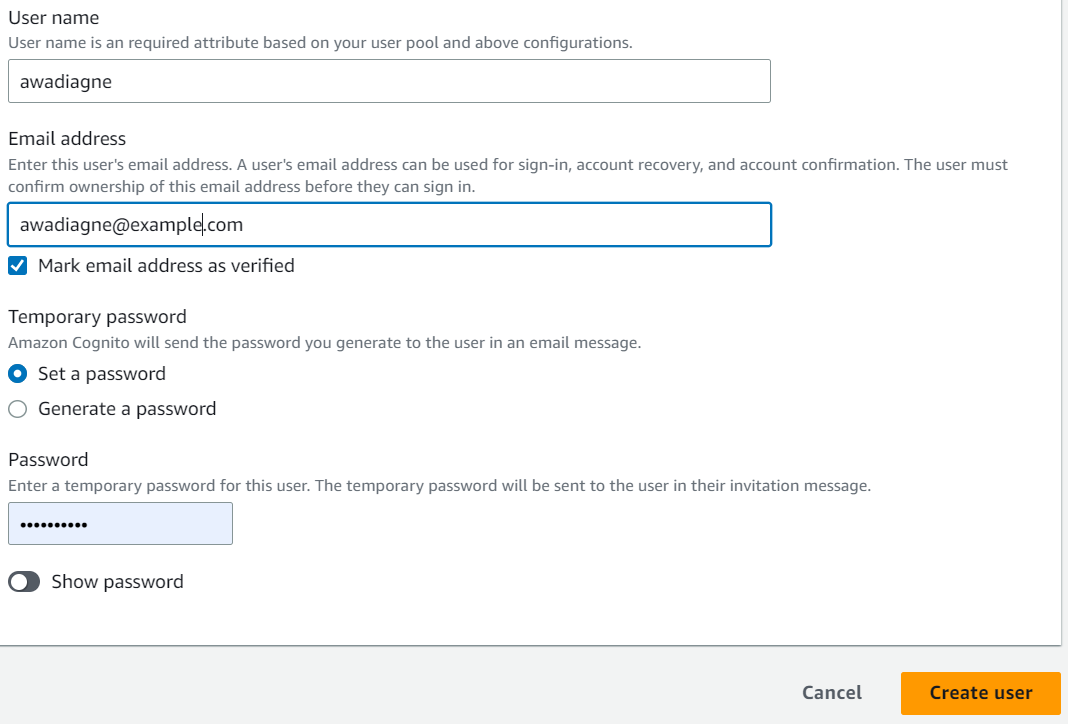 User name
User name is an required attribute based on your user pool and above configurations.
awadiagne
Email address
Enter this user's email address. A user's email address can be used for sign-in, account recovery, and account confirmation. The user must
confirm ownership of this email address before they can sign in.
awadiagne@example.com
Mark email address as verified
Temporary password
Amazon Cognito will send the password you generate to the user in an email message.
Set a password
Generate a password
Password
Enter a temporary password for this user. The temporary password will be sent to the user in their invitation message.
••••••••••
Show password
Cancel
Create user